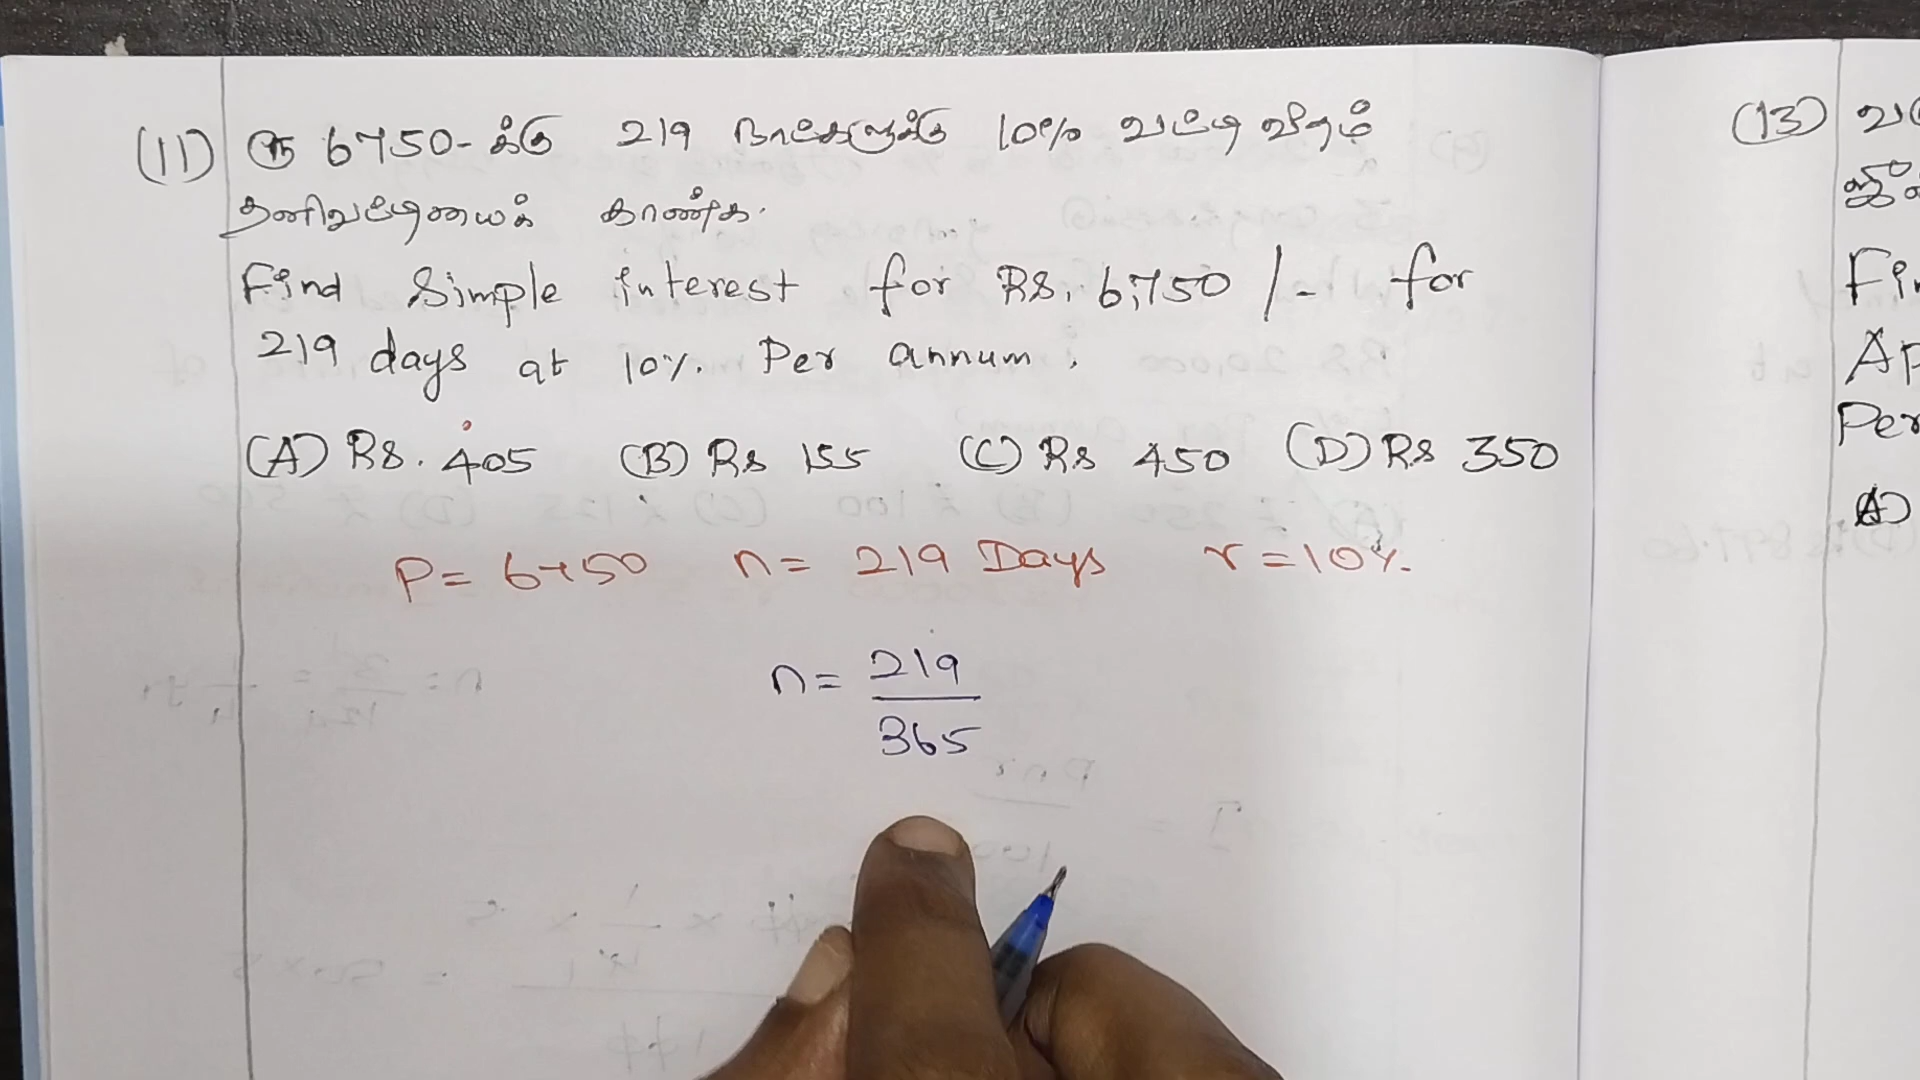 (11) ரூ 6750-க்கு 219 நாட்களுக்கு 10% வட்டி வீதம்
தனிவட்டியைக் காண்க.
Find Simple interest for Rs. 6,750 /- for
219 days at 10%. Per annum.
(A) Rs. 405 (B) Rs 155 (C) Rs 450 (D) Rs 350
P = 6750 n = 219 Days r = 10%.
n = 219
365
(13)
Per